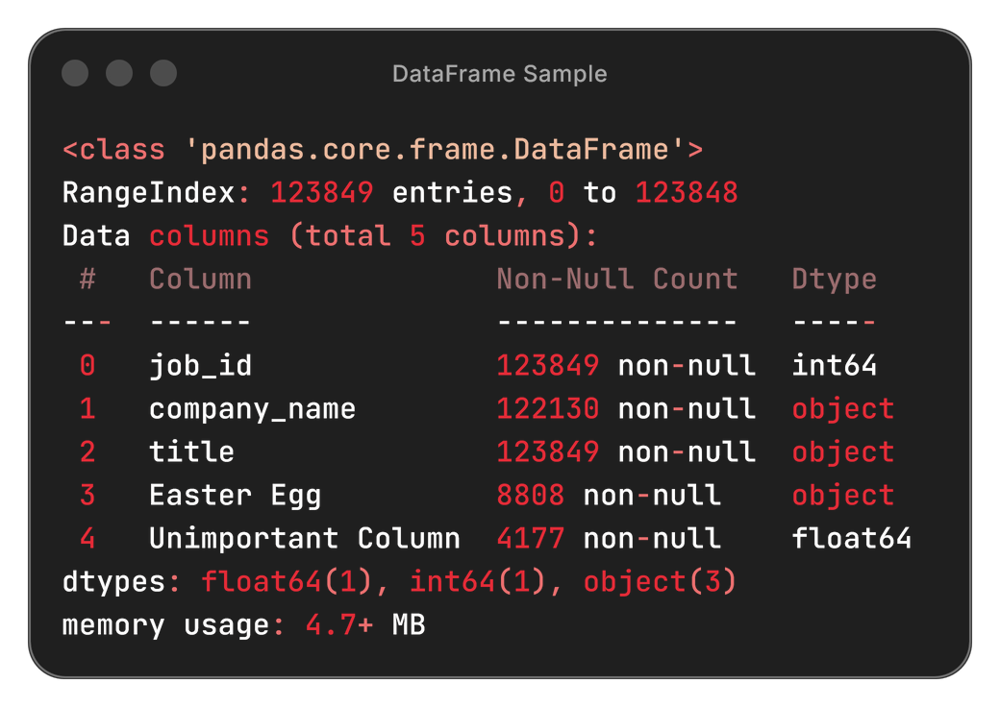 DataFrame Sample
<class 'pandas.core.frame.DataFrame'>
RangeIndex: 123849 entries, 0 to 123848
Data columns (total 5 columns):
 #   Column              Non-Null Count   Dtype
---  ------              --------------   -----
 0   job_id              123849 non-null  int64
 1   company_name        122130 non-null  object
 2   title               123849 non-null  object
 3   Easter Egg          8808 non-null    object
 4   Unimportant Column  4177 non-null    float64
dtypes: float64(1), int64(1), object(3)
memory usage: 4.7+ MB